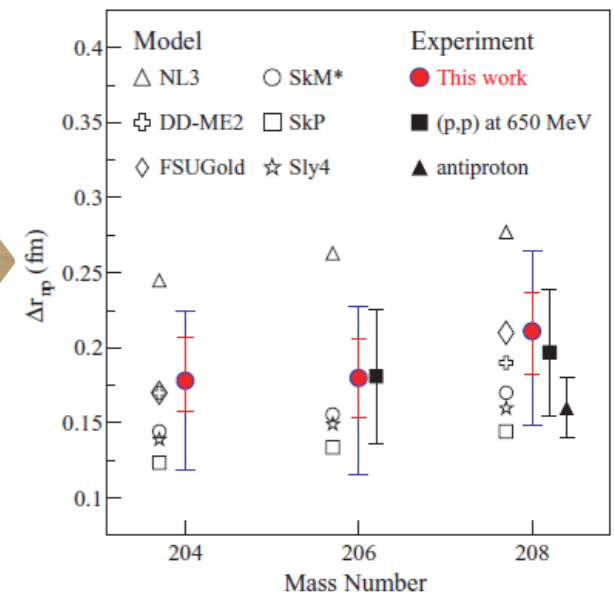 Model
Experiment
NL3
SkM*
This work
DD-ME2
SkP
(p,p) at 650 MeV
FSUGold
Sly4
antiproton
0.4
0.35
0.3
0.25
0.2
0.15
0.1
Δr_np (fm)
204
206
208
Mass Number